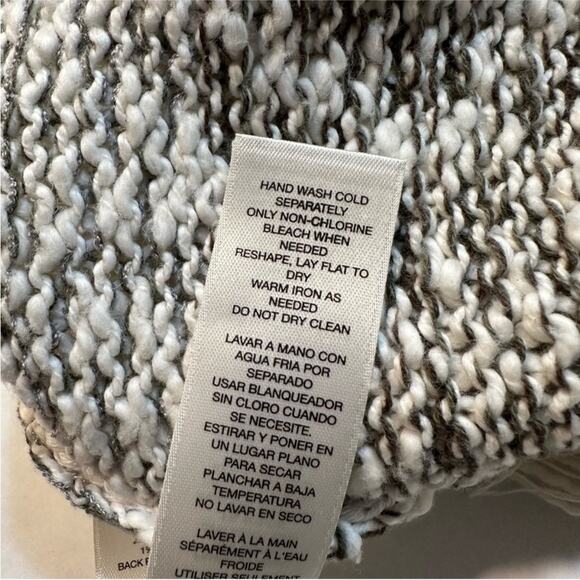 HAND WASH COLD
SEPARATELY
ONLY NON-CHLORINE
BLEACH WHEN
NEEDED
RESHAPE, LAY FLAT TO
DRY
WARM IRON AS
NEEDED
DO NOT DRY CLEAN
LAVAR A MANO CON
AGUA FRIA POR
SEPARADO
USAR BLANQUEADOR
SIN CLORO CUANDO
SE NECESITE.
ESTIRAR Y PONER EN
UN LUGAR PLANO
PARA SECAR
PLANCHAR A BAJA
TEMPERATURA
NO LAVAR EN SECO
LAVER À LA MAIN
SÉPARÉMENT À L'EAU
FROIDE
UTILISER SEULEMENT
BACK